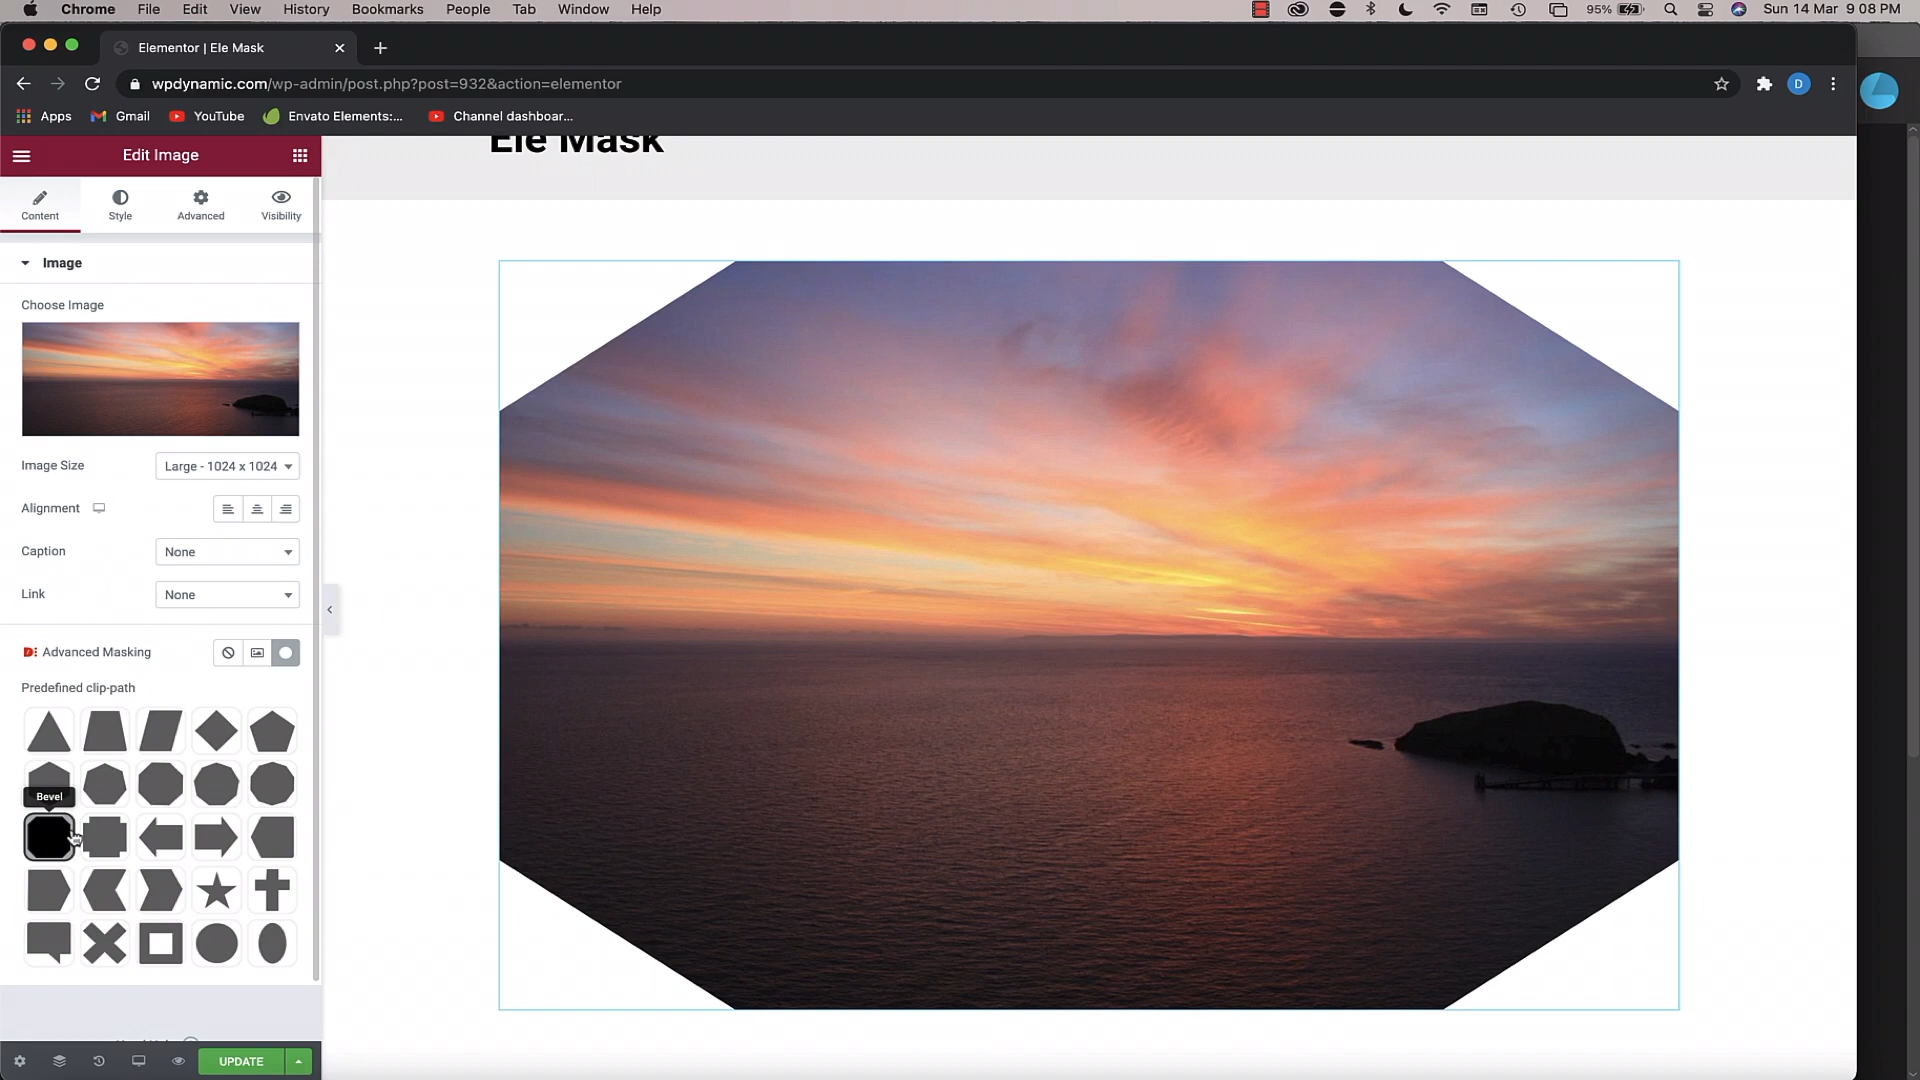 Chrome File Edit View History Bookmarks People Tab Window Help
95% Sun 14 Mar 9:08 PM
Elementor | Ele Mask
wpdynamic.com/wp-admin/post.php?post=932&action=elementor
D
Apps Gmail YouTube Envato Elements:... Channel dashboar...
Edit Image
Ele Mask
Content Style Advanced Visibility
Image
Choose Image
Image Size Large - 1024 x 1024
Alignment
Caption None
Link None
Advanced Masking
Predefined clip-path
Bevel
UPDATE